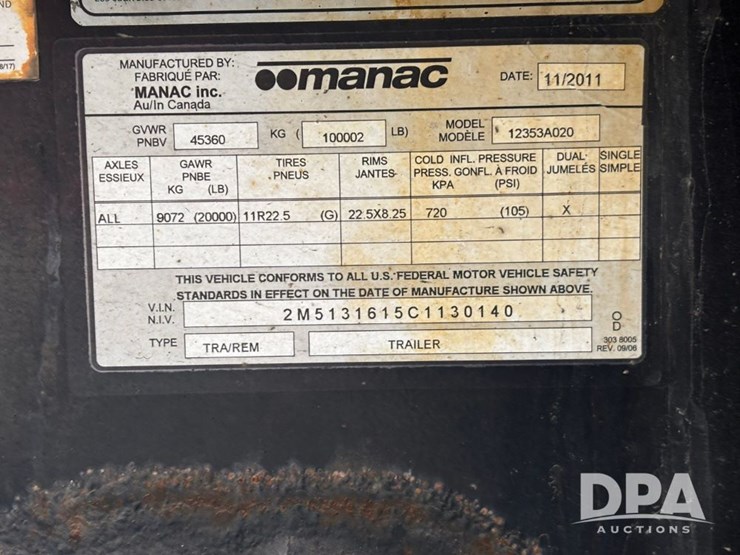 ND
8/17)
MANUFACTURED BY:
FABRIQUÉ PAR:
MANAC inc.
Au/In Canada
manac
DATE: 11/2011
GVWR
PNBV
45360 KG ( 100002 LB)
MODEL
MODÈLE
12353A020
AXLES
ESSIEUX
GAWR
PNBE
KG (LB)
TIRES
PNEUS
RIMS
JANTES
COLD INFL. PRESSURE
PRESS. GONFL. À FROID
KPA (PSI)
DUAL
JUMELÉS
SINGLE
SIMPLE
ALL 9072 (20000) 11R22.5 (G) 22.5X8.25 720 (105) X
THIS VEHICLE CONFORMS TO ALL U.S. FEDERAL MOTOR VEHICLE SAFETY
STANDARDS IN EFFECT ON THE DATE OF MANUFACTURE SHOWN ABOVE.
V.I.N.
N.I.V.
2M5131615C1130140
O
D
TYPE TRA/REM TRAILER
303 8005
REV. 09/06
DPA
AUCTIONS